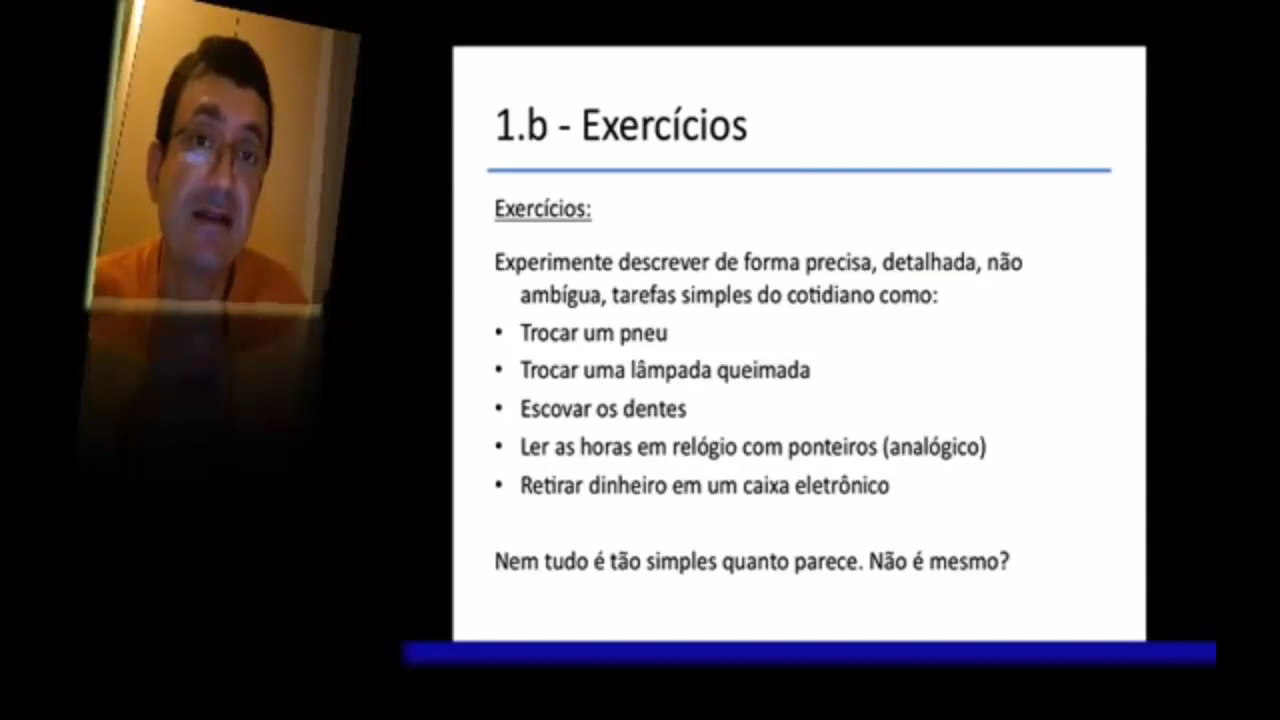 1.b - Exercícios
Exercícios:
Experimente descrever de forma precisa, detalhada, não
ambígua, tarefas simples do cotidiano como:
• Trocar um pneu
• Trocar uma lâmpada queimada
• Escovar os dentes
• Ler as horas em relógio com ponteiros (analógico)
• Retirar dinheiro em um caixa eletrônico
Nem tudo é tão simples quanto parece. Não é mesmo?